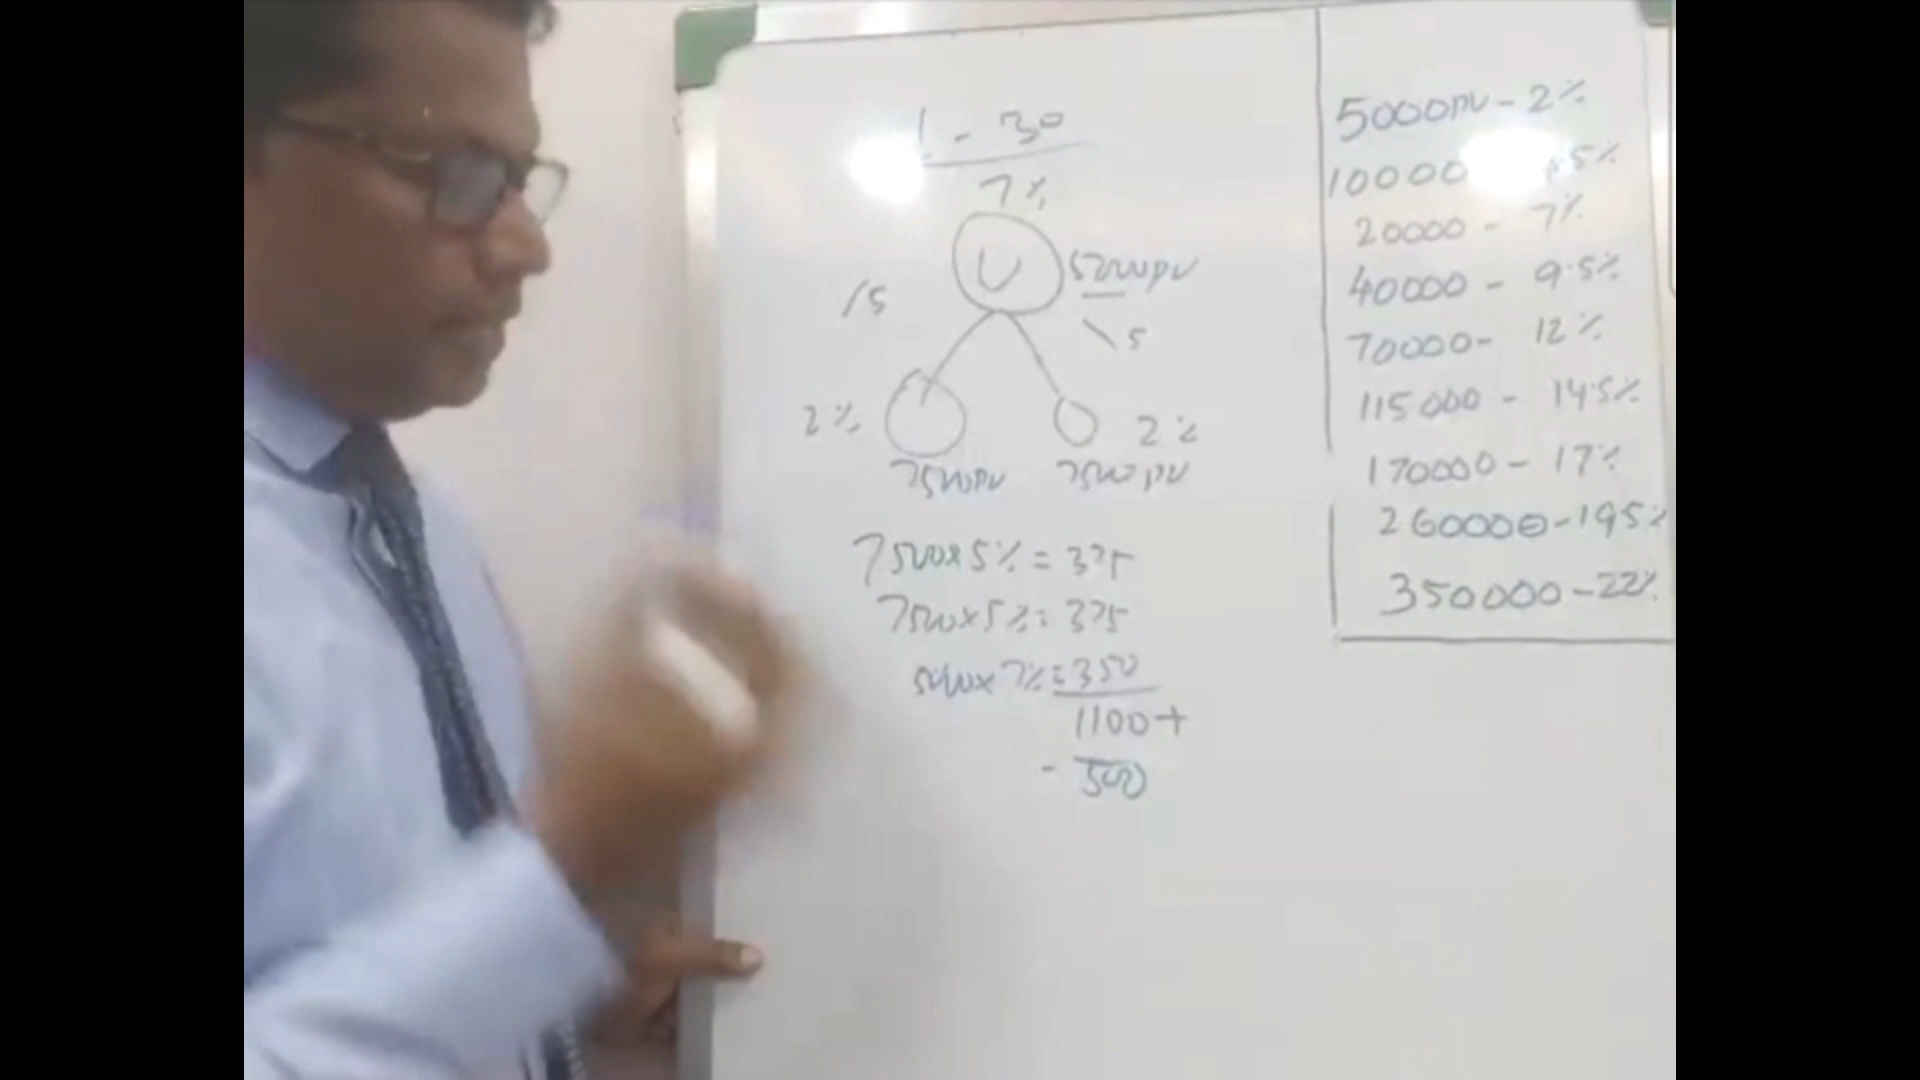 1 - 30
7%
U 5000PV
/5
\5
2%
2%
7500PV 7500PV
7500x5% = 375
7500x5% = 375
5000x7% = 350
1100+
- 500
5000PV - 2%
10000 .5%
20000 - 7%
40000 - 9.5%
70000 - 12%
115000 - 14.5%
170000 - 17%
260000 - 19.5%
350000 - 22%